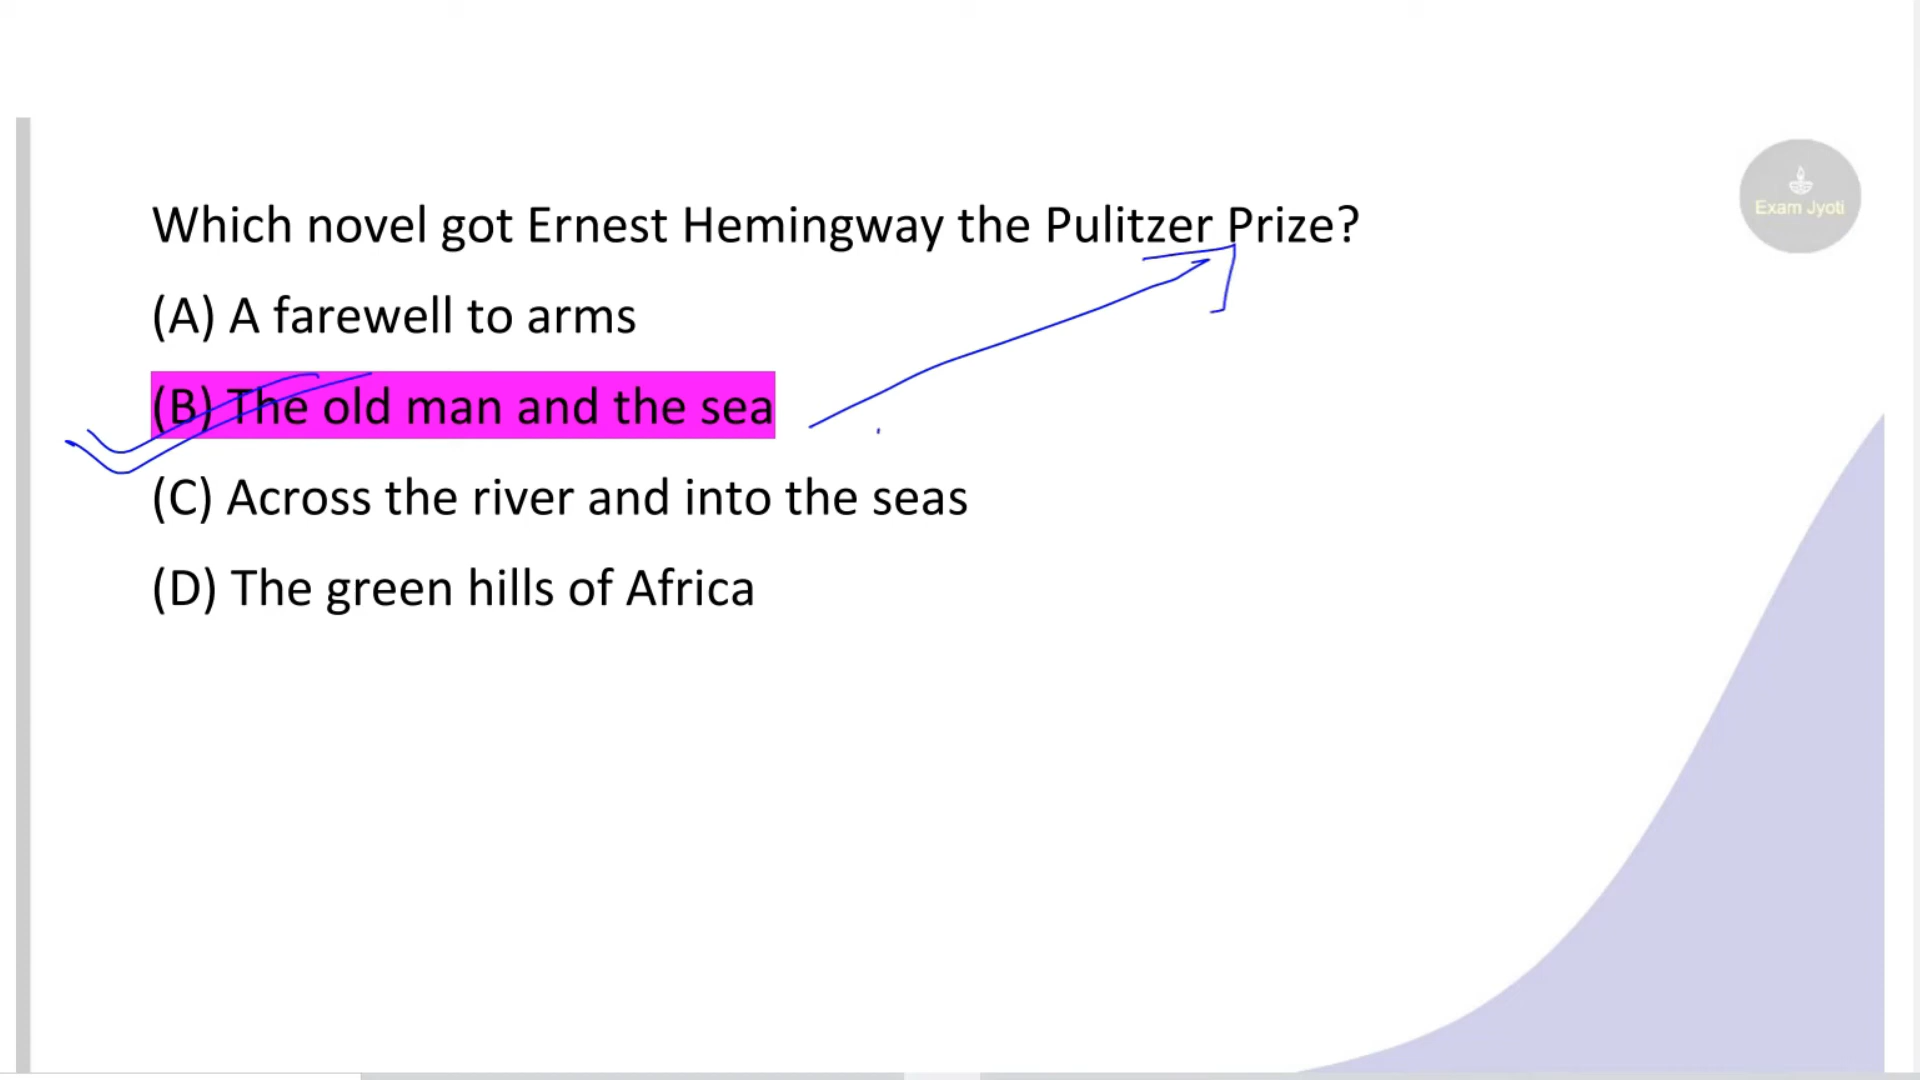 Exam Jyoti
Which novel got Ernest Hemingway the Pulitzer Prize?
(A) A farewell to arms
(B) The old man and the sea
(C) Across the river and into the seas
(D) The green hills of Africa